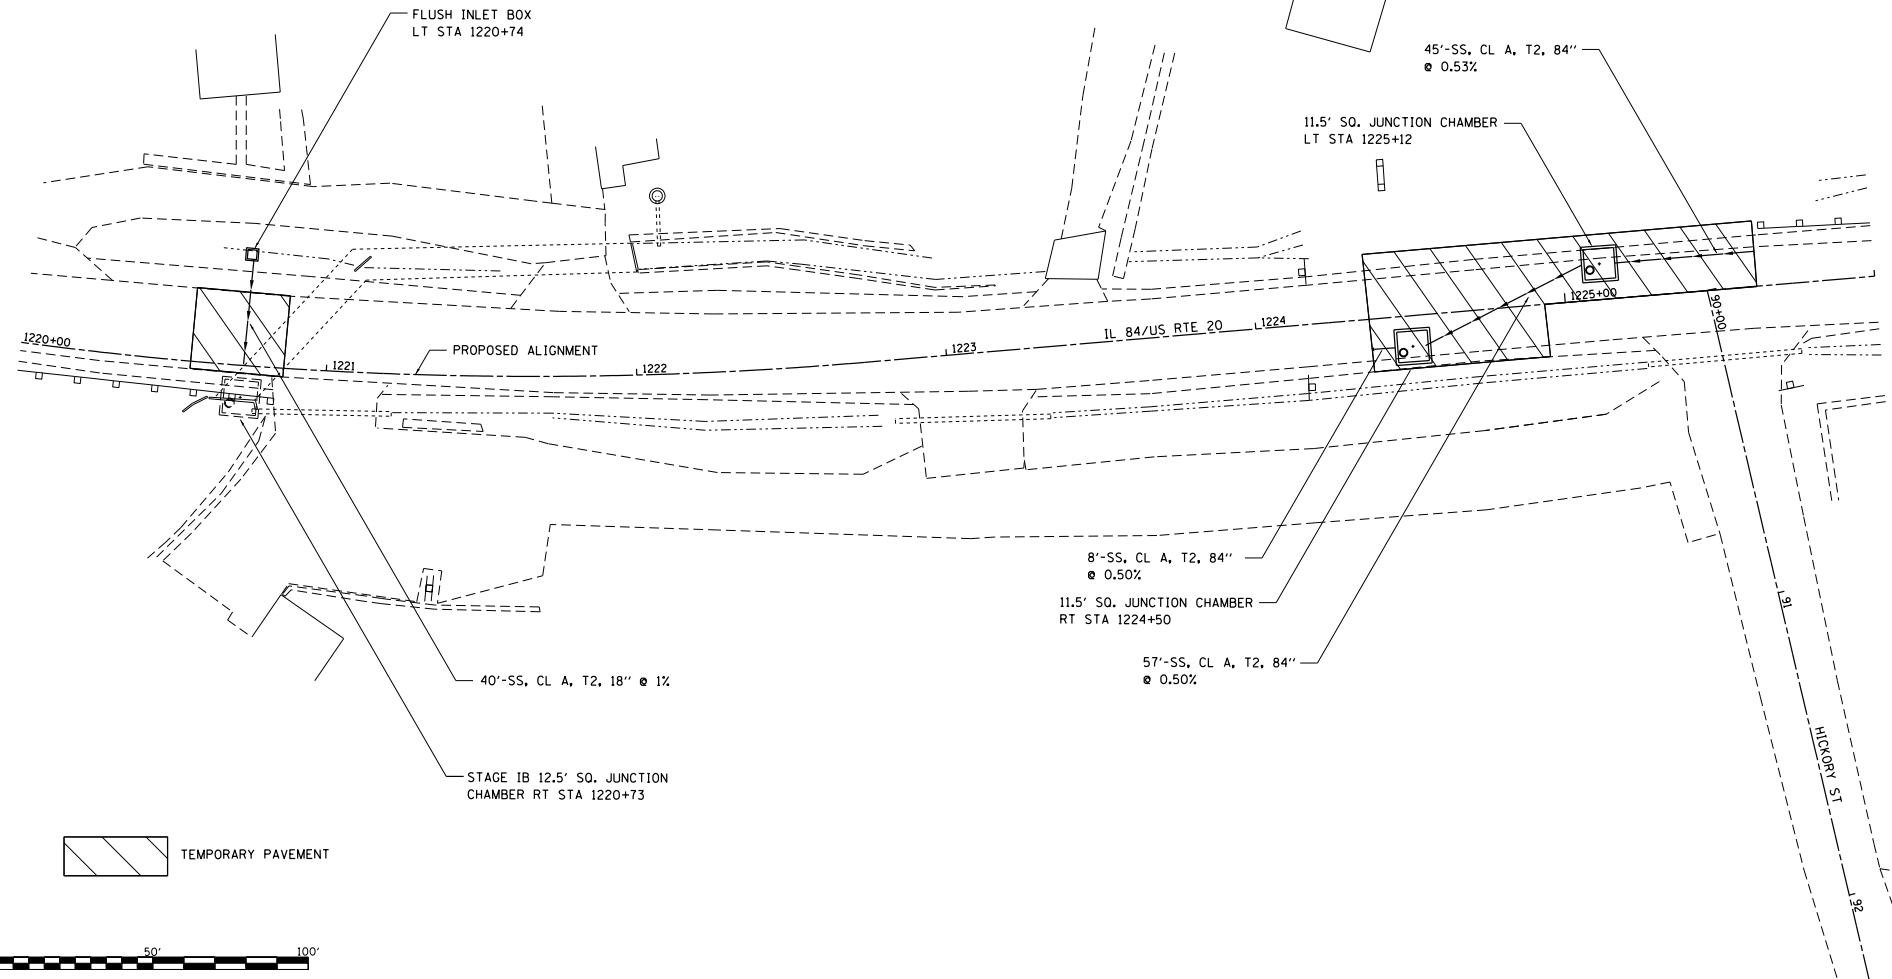 FLUSH INLET BOX
LT STA 1220+74
45'-SS, CL A, T2, 84''
@ 0.53%
11.5' SQ. JUNCTION CHAMBER
LT STA 1225+12
1220+00
1221
PROPOSED ALIGNMENT
1222
1223
IL 84/US RTE 20
1224
1225+00
90+00
8'-SS, CL A, T2, 84''
@ 0.50%
11.5' SQ. JUNCTION CHAMBER
RT STA 1224+50
91
57'-SS, CL A, T2, 84''
@ 0.50%
40'-SS, CL A, T2, 18'' @ 1%
HICKORY ST
STAGE IB 12.5' SQ. JUNCTION
CHAMBER RT STA 1220+73
TEMPORARY PAVEMENT
92
50'
100'